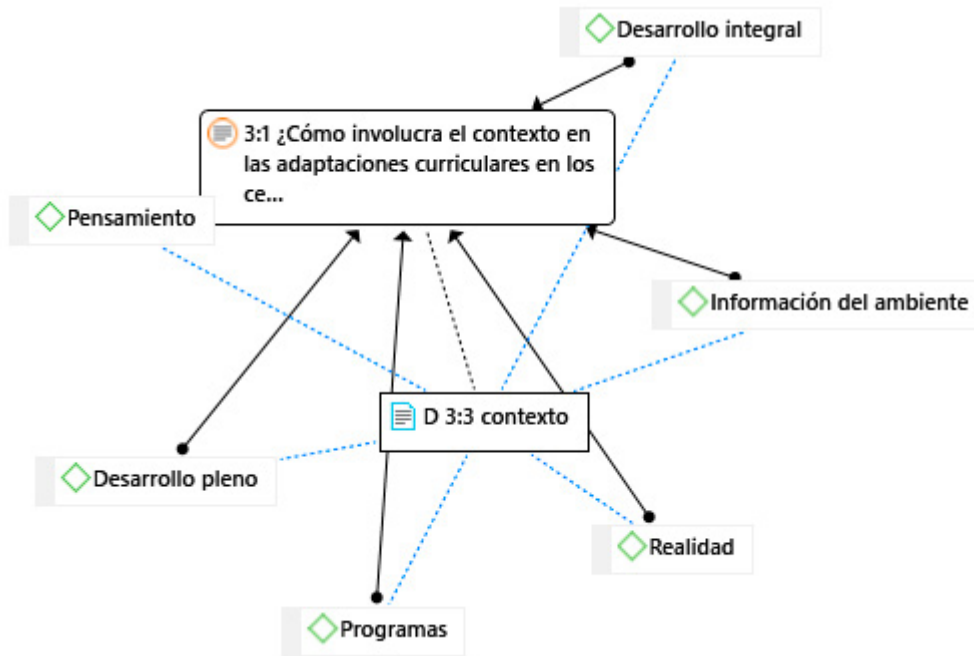 Desarrollo integral
3:1 ¿Cómo involucra el contexto en
las adaptaciones curriculares en los
ce...
Pensamiento
Información del ambiente
D 3:3 contexto
Desarrollo pleno
Realidad
Programas